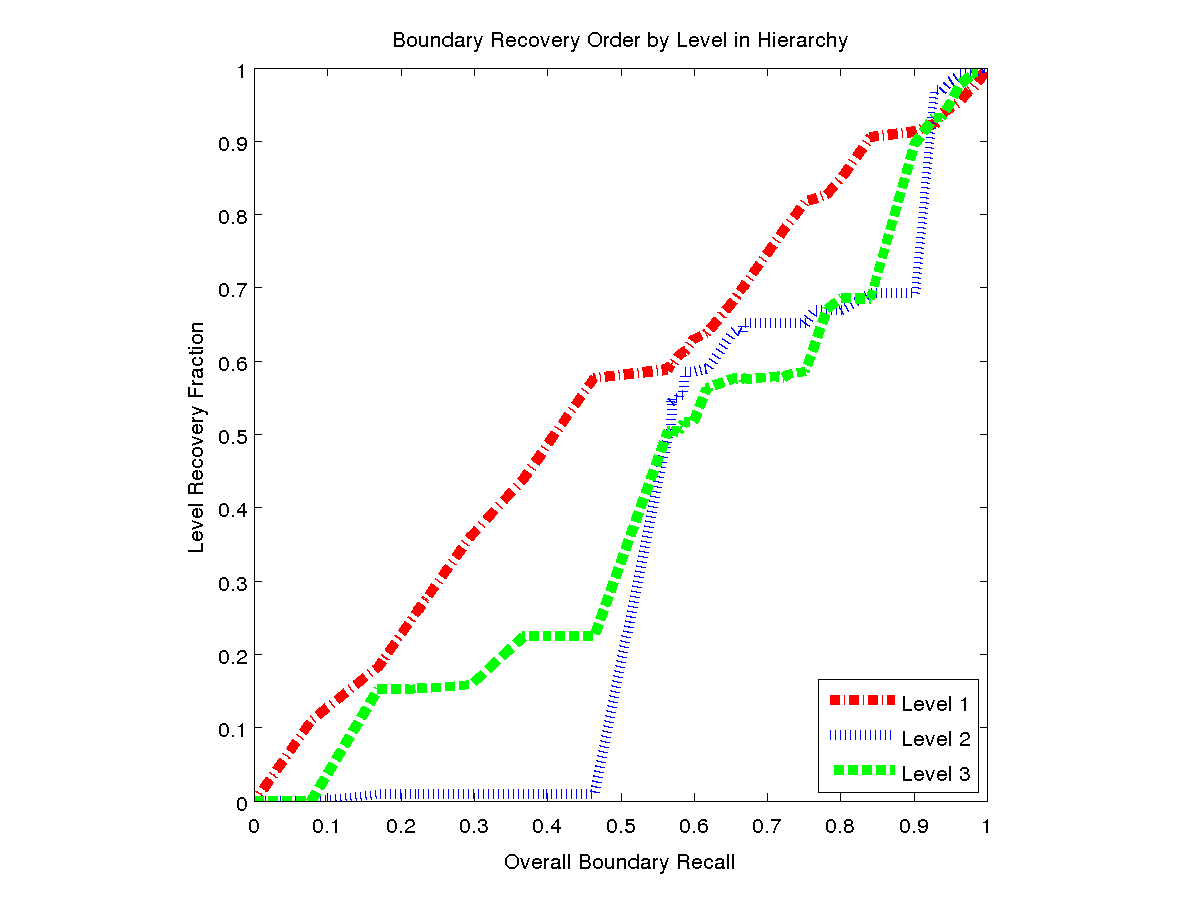 Boundary Recovery Order by Level in Hierarchy
1
0.9
0.8
0.7
0.6
0.5
0.4
0.3
0.2
0.1
0
Level Recovery Fraction
0 0.1 0.2 0.3 0.4 0.5 0.6 0.7 0.8 0.9 1
Overall Boundary Recall
Level 1
Level 2
Level 3